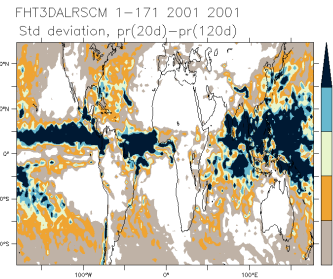 FHT3DALRSCM 1-171 2001 2001
Std deviation, pr(20d)-pr(120d)
0°
100°W
0°
100°E